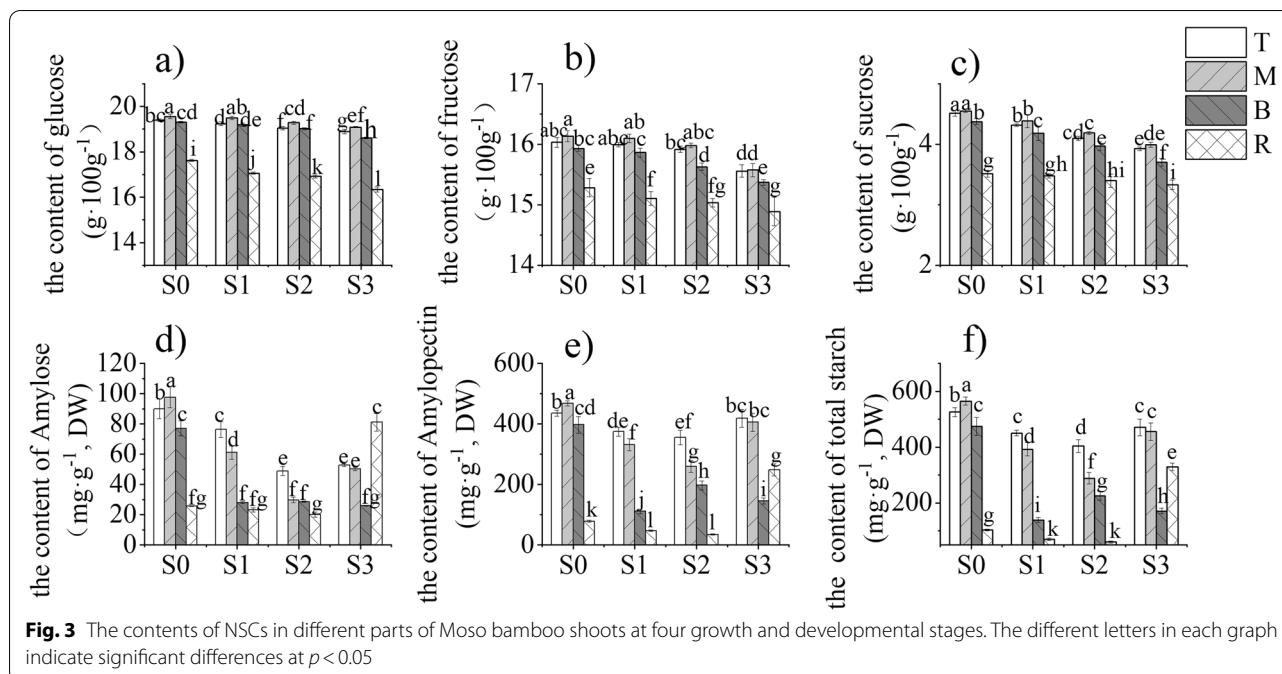 a)
the content of glucose
(g·100g⁻¹)
20
18
16
14
13
bc a cd i
d ab de j
f cd f k
g ef h l
S0 S1 S2 S3
b)
the content of fructose
(g·100g⁻¹)
17
16
15
14
abc a bc e
abc ab c f
bc abc d fg
d d e g
S0 S1 S2 S3
c)
the content of sucrose
(g·100g⁻¹)
4
2
a a b g
b b c gh
cd d e hi
e de f i
S0 S1 S2 S3
T
M
B
R
d)
the content of Amylose
(mg·g⁻¹, DW)
120
100
80
60
40
20
0
b a c fg
c d fg fg
e f f g
e e fg c
S0 S1 S2 S3
e)
the content of Amylopectin
(mg·g⁻¹, DW)
600
400
200
0
b a cd k
de f j l
ef g h l
bc bc i g
S0 S1 S2 S3
f)
the content of total starch
(mg·g⁻¹, DW)
600
400
200
b a c g
c d i k
d f g k
c c h e
S0 S1 S2 S3
Fig. 3 The contents of NSCs in different parts of Moso bamboo shoots at four growth and developmental stages. The different letters in each graph
indicate significant differences at p < 0.05